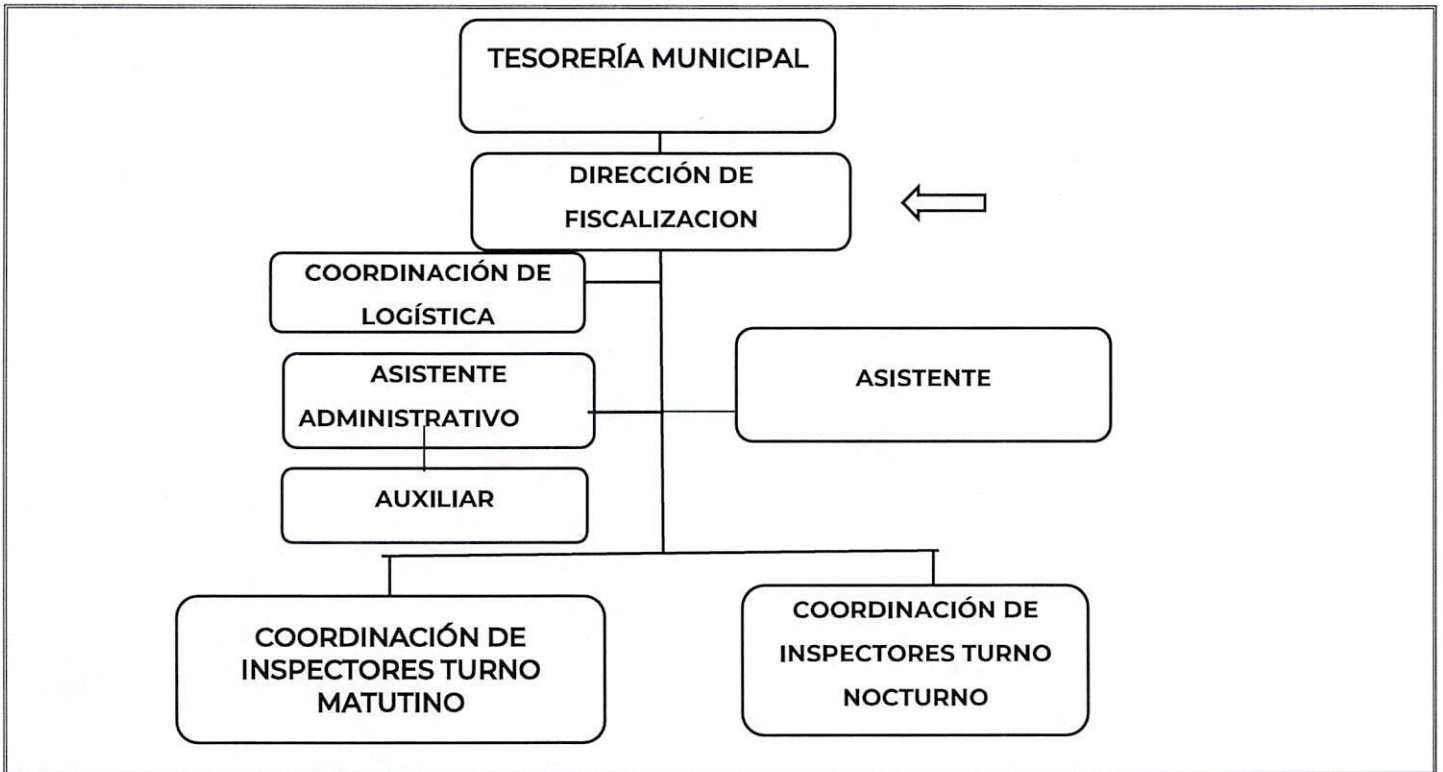 TESORERÍA MUNICIPAL
DIRECCIÓN DE
FISCALIZACION
COORDINACIÓN DE
LOGÍSTICA
ASISTENTE
ADMINISTRATIVO
ASISTENTE
AUXILIAR
COORDINACIÓN DE
INSPECTORES TURNO
MATUTINO
COORDINACIÓN DE
INSPECTORES TURNO
NOCTURNO